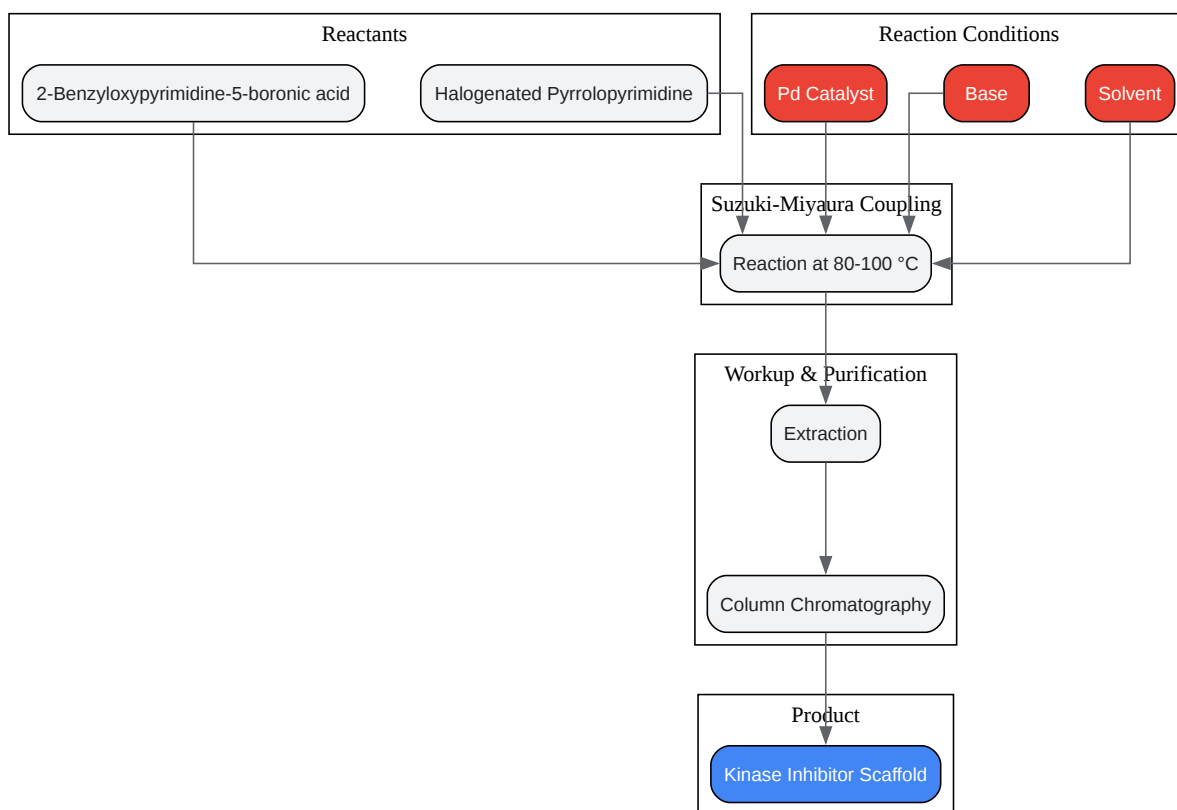 Reactants
Reaction Conditions
2-Benzyloxypyrimidine-5-boronic acid
Halogenated Pyrrolopyrimidine
Pd Catalyst
Base
Solvent
Suzuki-Miyaura Coupling
Reaction at 80-100 °C
Workup & Purification
Extraction
Column Chromatography
Product
Kinase Inhibitor Scaffold